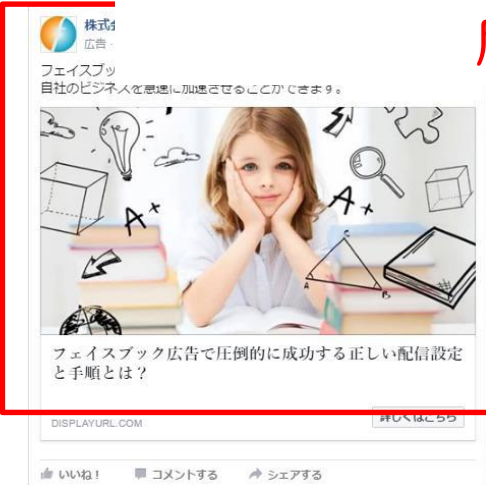 株式
広告
フェイスブッ
自社のビジネスを急速に加速させることができます。
A+
A+
C
A
B
フェイスブック広告で圧倒的に成功する正しい配信設定
と手順とは?
DISPLAYURL.COM
詳しくはこちら
いいね! コメントする シェアする